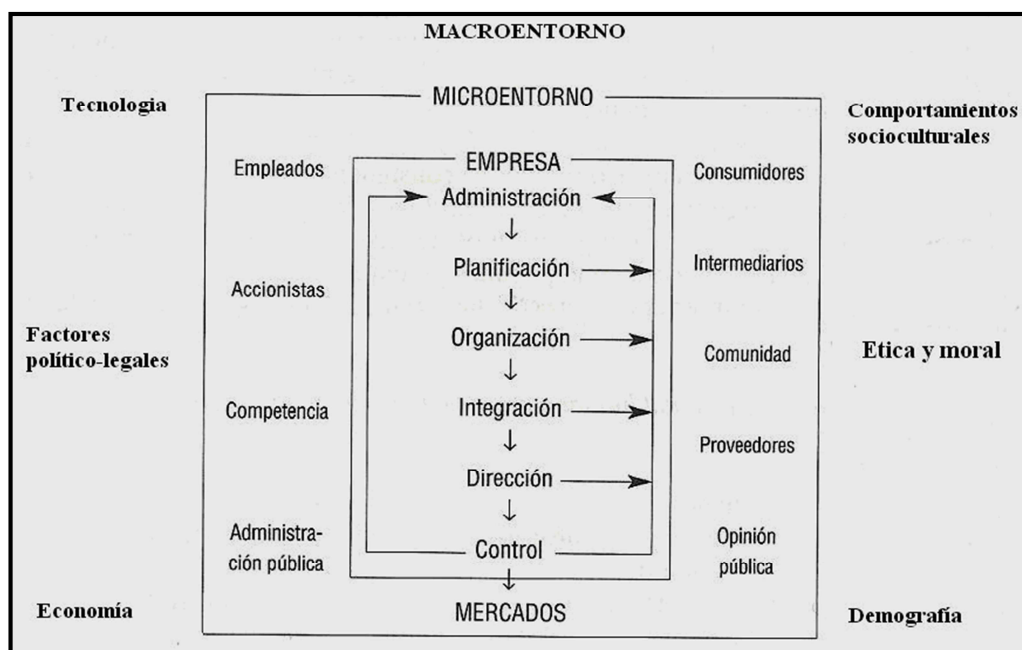 MACROENTORNO
Tecnologia
MICROENTORNO
Comportamientos
socioculturales
Empleados
EMPRESA
Consumidores
Administración
Planificación
Intermediarios
Accionistas
Factores
político-legales
Organización
Comunidad
Etica y moral
Competencia
Integración
Proveedores
Dirección
Administra-
ción pública
Control
Opinión
pública
Economía
MERCADOS
Demografía